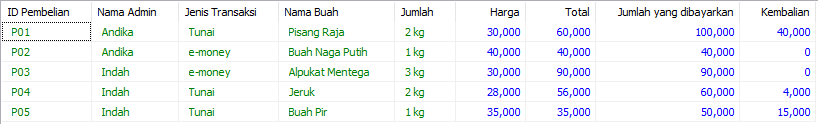 ID Pembelian Nama Admin Jenis Transaksi Nama Buah Jumlah Harga Total Jumlah yang dibayarkan Kembalian
P01 Andika Tunai Pisang Raja 2 kg 30,000 60,000 100,000 40,000
P02 Andika e-money Buah Naga Putih 1 kg 40,000 40,000 40,000 0
P03 Indah e-money Alpukat Mentega 3 kg 30,000 90,000 90,000 0
P04 Indah Tunai Jeruk 2 kg 28,000 56,000 60,000 4,000
P05 Indah Tunai Buah Pir 1 kg 35,000 35,000 50,000 15,000